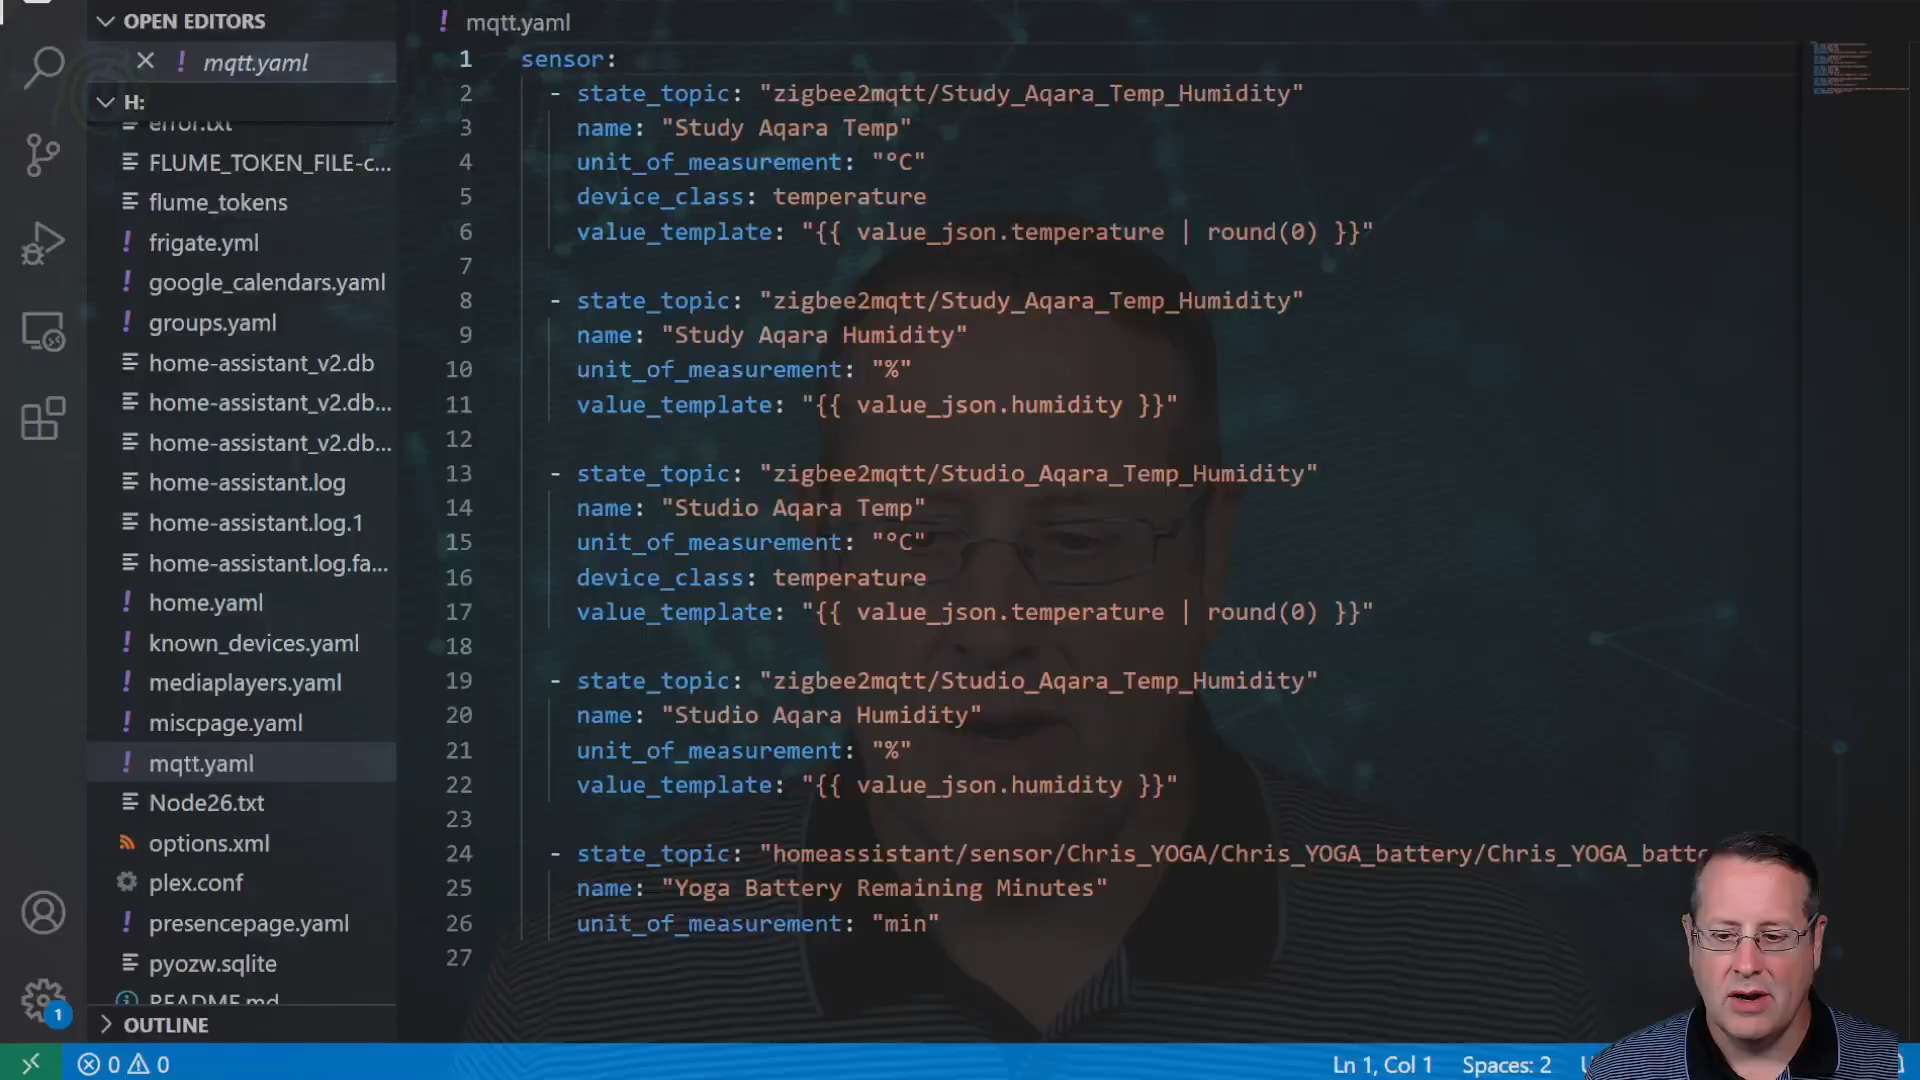 OPEN EDITORS
mqtt.yaml
H:
error.txt
FLUME_TOKEN_FILE-c...
flume_tokens
frigate.yml
google_calendars.yaml
groups.yaml
home-assistant_v2.db
home-assistant_v2.db...
home-assistant_v2.db...
home-assistant.log
home-assistant.log.1
home-assistant.log.fa...
home.yaml
known_devices.yaml
mediaplayers.yaml
miscpage.yaml
mqtt.yaml
Node26.txt
options.xml
plex.conf
presencepage.yaml
pyozw.sqlite
README.md
OUTLINE
1
mqtt.yaml
1 sensor:
2 - state_topic: "zigbee2mqtt/Study_Aqara_Temp_Humidity"
3 name: "Study Aqara Temp"
4 unit_of_measurement: "°C"
5 device_class: temperature
6 value_template: "{{ value_json.temperature | round(0) }}"
7
8 - state_topic: "zigbee2mqtt/Study_Aqara_Temp_Humidity"
9 name: "Study Aqara Humidity"
10 unit_of_measurement: "%"
11 value_template: "{{ value_json.humidity }}"
12
13 - state_topic: "zigbee2mqtt/Studio_Aqara_Temp_Humidity"
14 name: "Studio Aqara Temp"
15 unit_of_measurement: "°C"
16 device_class: temperature
17 value_template: "{{ value_json.temperature | round(0) }}"
18
19 - state_topic: "zigbee2mqtt/Studio_Aqara_Temp_Humidity"
20 name: "Studio Aqara Humidity"
21 unit_of_measurement: "%"
22 value_template: "{{ value_json.humidity }}"
23
24 - state_topic: "homeassistant/sensor/Chris_YOGA/Chris_YOGA_battery/Chris_YOGA_batt
25 name: "Yoga Battery Remaining Minutes"
26 unit_of_measurement: "min"
27
0 0
Ln 1, Col 1 Spaces: 2